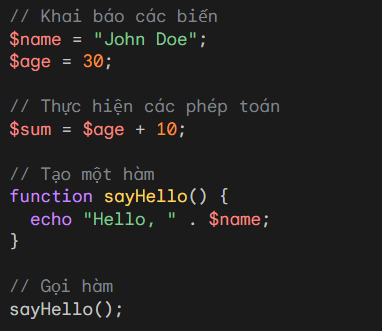 // Khai báo các biến
$name = "John Doe";
$age = 30;
// Thực hiện các phép toán
$sum = $age + 10;
// Tạo một hàm
function sayHello() {
  echo "Hello, " . $name;
}
// Gọi hàm
sayHello();